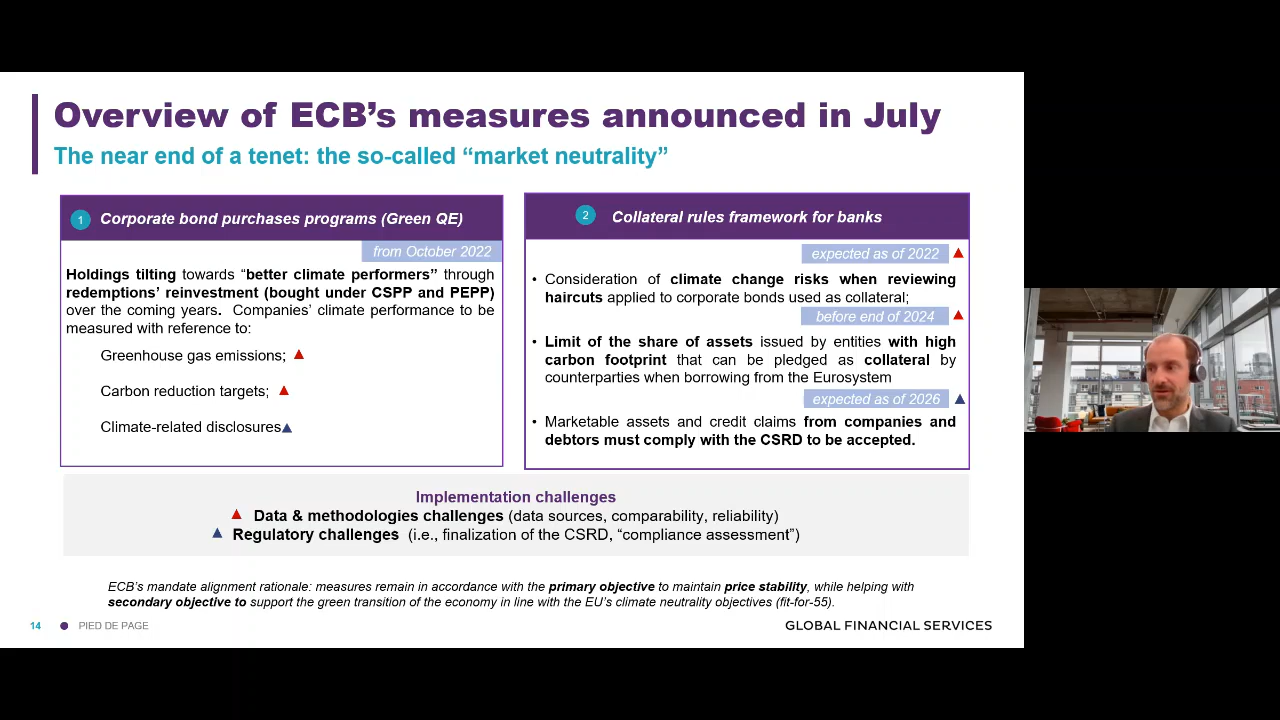 Overview of ECB’s measures announced in July
The near end of a tenet: the so-called “market neutrality”
1 Corporate bond purchases programs (Green QE)
from October 2022
Holdings tilting towards “better climate performers” through
redemptions’ reinvestment (bought under CSPP and PEPP)
over the coming years. Companies’ climate performance to be
measured with reference to:
Greenhouse gas emissions;
Carbon reduction targets;
Climate-related disclosures
2 Collateral rules framework for banks
expected as of 2022
• Consideration of climate change risks when reviewing
haircuts applied to corporate bonds used as collateral;
before end of 2024
• Limit of the share of assets issued by entities with high
carbon footprint that can be pledged as collateral by
counterparties when borrowing from the Eurosystem
expected as of 2026
• Marketable assets and credit claims from companies and
debtors must comply with the CSRD to be accepted.
Implementation challenges
Data & methodologies challenges (data sources, comparability, reliability)
Regulatory challenges (i.e., finalization of the CSRD, “compliance assessment”)
ECB’s mandate alignment rationale: measures remain in accordance with the primary objective to maintain price stability, while helping with
secondary objective to support the green transition of the economy in line with the EU’s climate neutrality objectives (fit-for-55).
14 ● PIED DE PAGE
GLOBAL FINANCIAL SERVICES